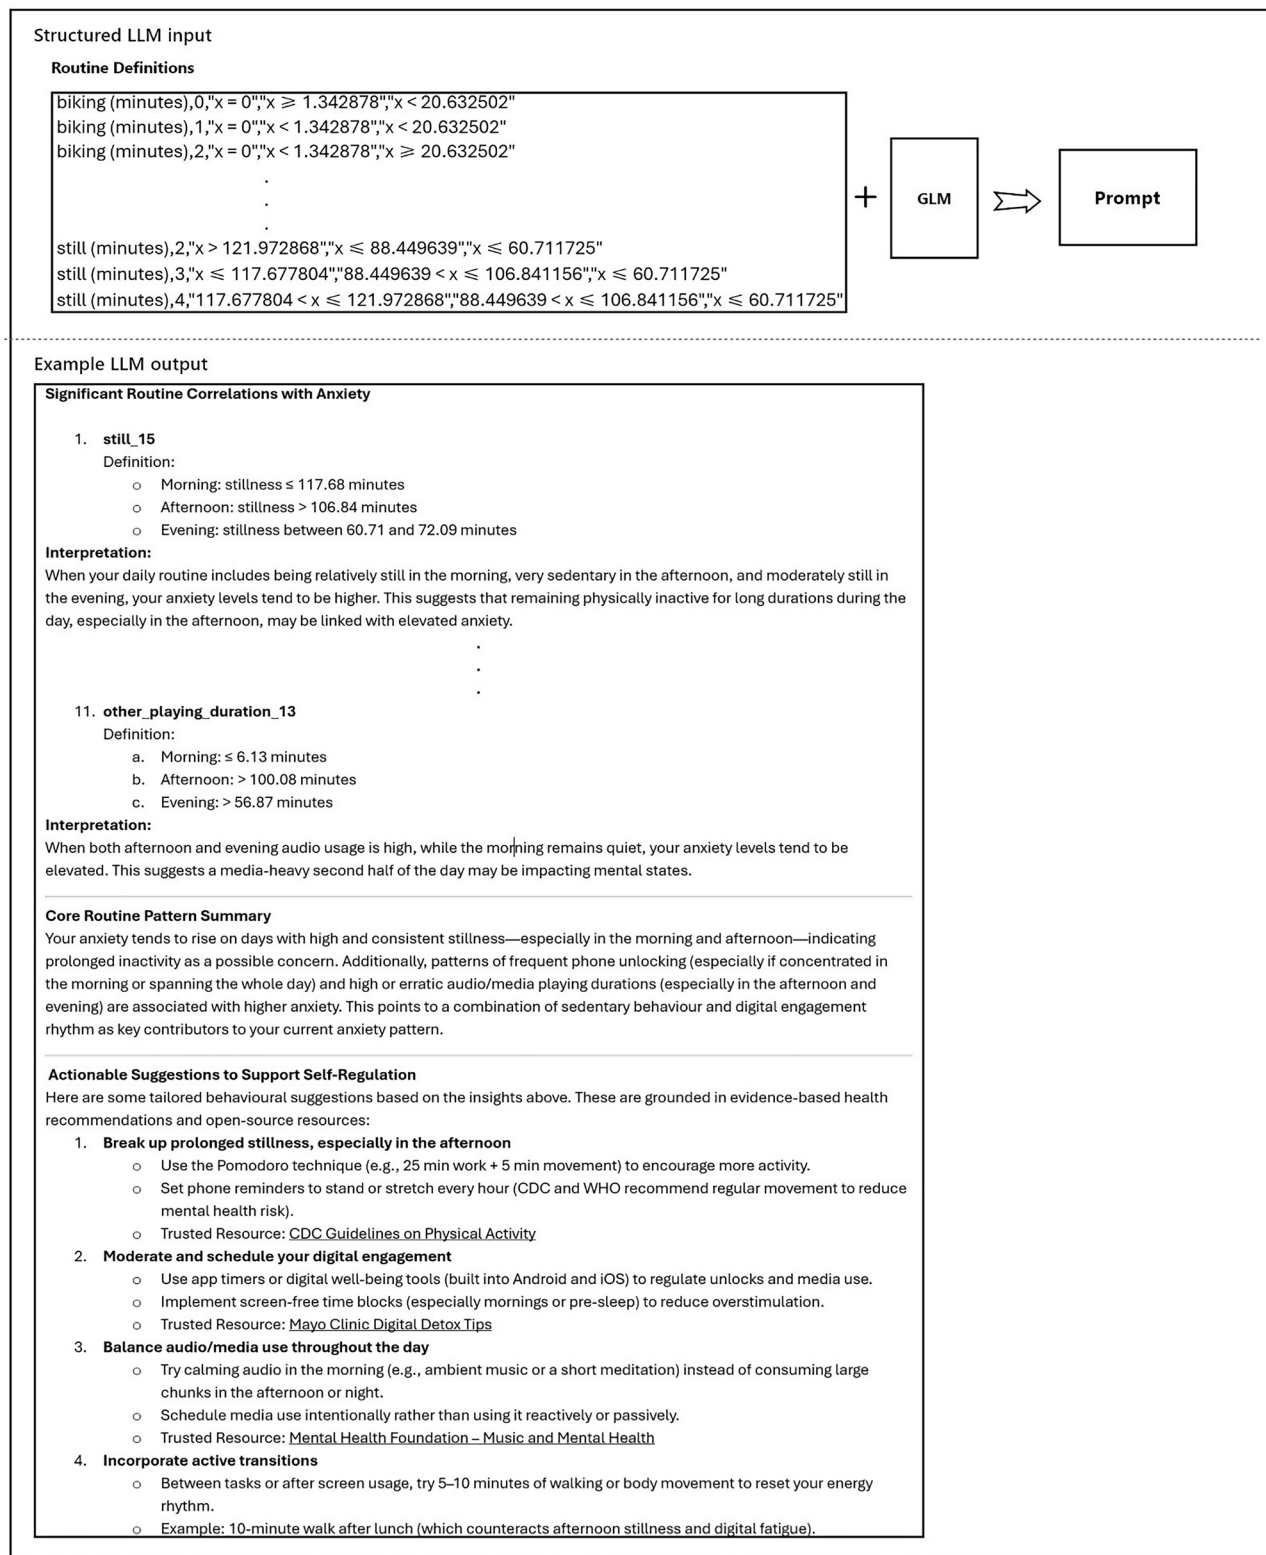 Structured LLM input
Routine Definitions
biking (minutes),0,"x = 0","x ⩾ 1.342878","x < 20.632502"
biking (minutes),1,"x = 0","x < 1.342878","x < 20.632502"
biking (minutes),2,"x = 0","x < 1.342878","x ⩾ 20.632502"
.
.
.
still (minutes),2,"x > 121.972868","x ⩽ 88.449639","x ⩽ 60.711725"
still (minutes),3,"x ⩽ 117.677804","88.449639 < x ⩽ 106.841156","x ⩽ 60.711725"
still (minutes),4,"117.677804 < x ⩽ 121.972868","88.449639 < x ⩽ 106.841156","x ⩽ 60.711725"
+
GLM
Prompt
Example LLM output
Significant Routine Correlations with Anxiety
1. still_15
Definition:
o Morning: stillness ≤ 117.68 minutes
o Afternoon: stillness > 106.84 minutes
o Evening: stillness between 60.71 and 72.09 minutes
Interpretation:
When your daily routine includes being relatively still in the morning, very sedentary in the afternoon, and moderately still in
the evening, your anxiety levels tend to be higher. This suggests that remaining physically inactive for long durations during the
day, especially in the afternoon, may be linked with elevated anxiety.
.
.
.
11. other_playing_duration_13
Definition:
a. Morning: ≤ 6.13 minutes
b. Afternoon: > 100.08 minutes
c. Evening: > 56.87 minutes
Interpretation:
When both afternoon and evening audio usage is high, while the morning remains quiet, your anxiety levels tend to be
elevated. This suggests a media-heavy second half of the day may be impacting mental states.
Core Routine Pattern Summary
Your anxiety tends to rise on days with high and consistent stillness—especially in the morning and afternoon—indicating
prolonged inactivity as a possible concern. Additionally, patterns of frequent phone unlocking (especially if concentrated in
the morning or spanning the whole day) and high or erratic audio/media playing durations (especially in the afternoon and
evening) are associated with higher anxiety. This points to a combination of sedentary behaviour and digital engagement
rhythm as key contributors to your current anxiety pattern.
Actionable Suggestions to Support Self-Regulation
Here are some tailored behavioural suggestions based on the insights above. These are grounded in evidence-based health
recommendations and open-source resources:
1. Break up prolonged stillness, especially in the afternoon
o Use the Pomodoro technique (e.g., 25 min work + 5 min movement) to encourage more activity.
o Set phone reminders to stand or stretch every hour (CDC and WHO recommend regular movement to reduce
mental health risk).
o Trusted Resource: CDC Guidelines on Physical Activity
2. Moderate and schedule your digital engagement
o Use app timers or digital well-being tools (built into Android and iOS) to regulate unlocks and media use.
o Implement screen-free time blocks (especially mornings or pre-sleep) to reduce overstimulation.
o Trusted Resource: Mayo Clinic Digital Detox Tips
3. Balance audio/media use throughout the day
o Try calming audio in the morning (e.g., ambient music or a short meditation) instead of consuming large
chunks in the afternoon or night.
o Schedule media use intentionally rather than using it reactively or passively.
o Trusted Resource: Mental Health Foundation – Music and Mental Health
4. Incorporate active transitions
o Between tasks or after screen usage, try 5–10 minutes of walking or body movement to reset your energy
rhythm.
o Example: 10-minute walk after lunch (which counteracts afternoon stillness and digital fatigue).